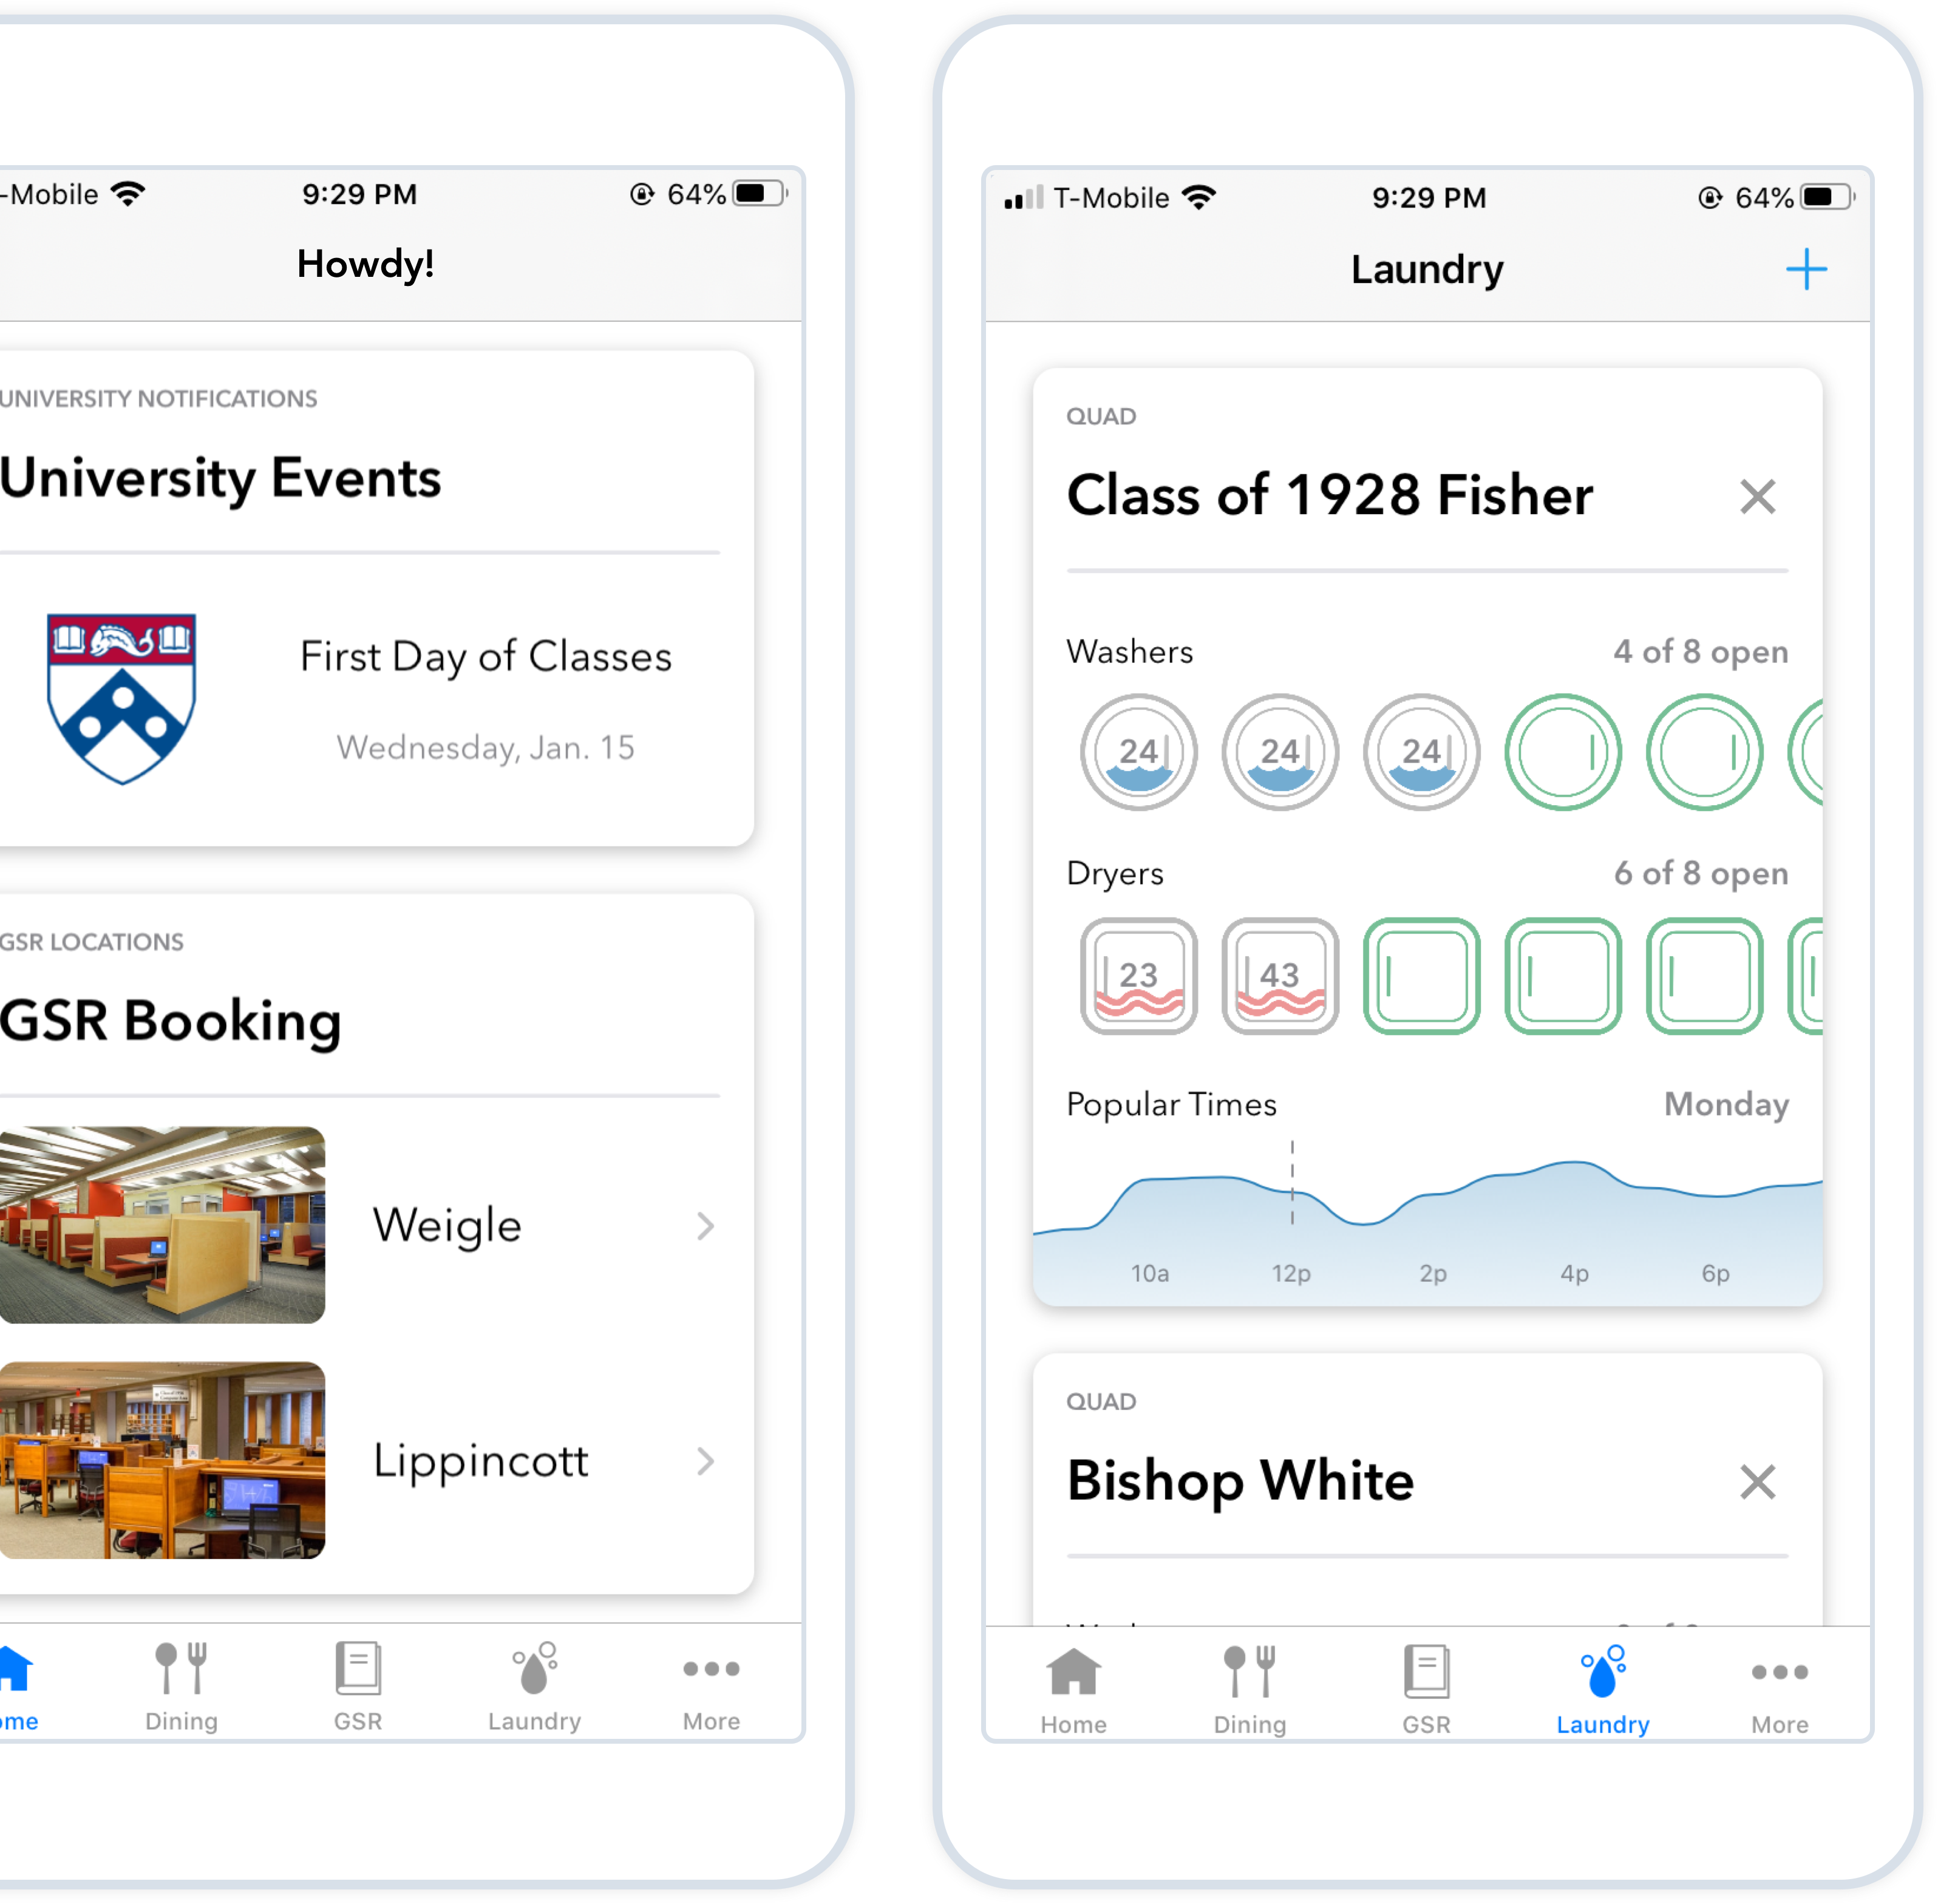 -Mobile 9:29 PM 64%
Howdy!
UNIVERSITY NOTIFICATIONS
University Events
First Day of Classes
Wednesday, Jan. 15
GSR LOCATIONS
GSR Booking
Weigle
Lippincott
ome Dining GSR Laundry More
T-Mobile 9:29 PM 64%
Laundry
QUAD
Class of 1928 Fisher
Washers 4 of 8 open
24 24 24
Dryers 6 of 8 open
23 43
Popular Times Monday
10a 12p 2p 4p 6p
QUAD
Bishop White
Home Dining GSR Laundry More